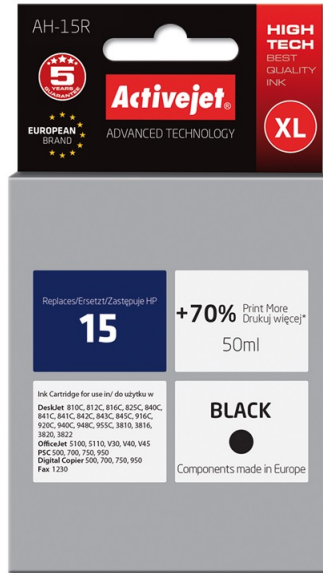 AH-15R
HIGH
TECH
BEST
QUALITY
INK
5
YEARS
GUARANTEE
Activejet®
EUROPEAN
BRAND
ADVANCED TECHNOLOGY
XL
Replaces/Ersetzt/Zastępuje HP
15
+70% Print More
Drukuj więcej*
50ml
Ink Cartridge for use in/ do użytku w
DeskJet 810C, 812C, 816C, 825C, 840C,
841C, 841C, 842C, 843C, 845C, 916C,
920C, 940C, 948C, 955C, 3810, 3816,
3820, 3822
OfficeJet 5100, 5110, V30, V40, V45
PSC 500, 700, 750, 950
Digital Copier 500, 700, 750, 950
Fax 1230
BLACK
Components made in Europe